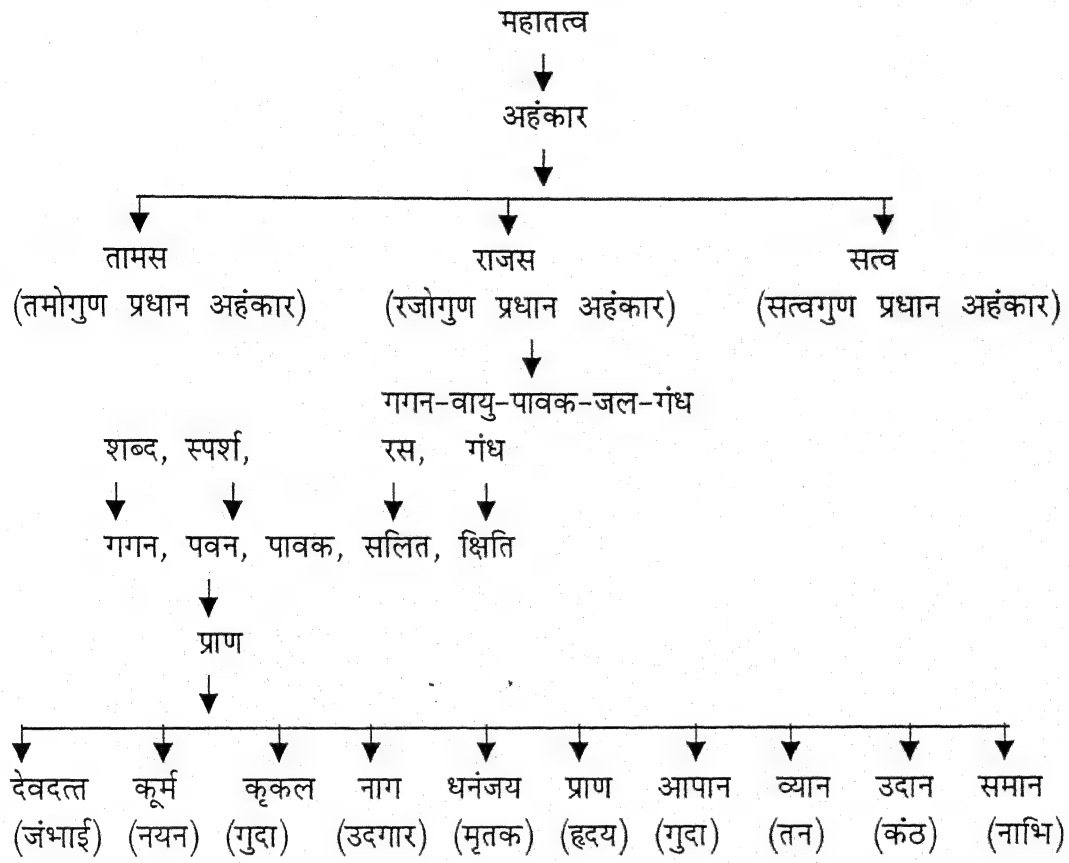 महातत्व
अहंकार
तामस राजस सत्व
(तमोगुण प्रधान अहंकार) (रजोगुण प्रधान अहंकार) (सत्वगुण प्रधान अहंकार)
गगन-वायु-पावक-जल-गंध
शब्द, स्पर्श, रस, गंध
गगन, पवन, पावक, सलित, क्षिति
प्राण
देवदत्त कूर्म कृकल नाग धनंजय प्राण आपान व्यान उदान समान
(जंभाई) (नयन) (गुदा) (उदगार) (मृतक) (हृदय) (गुदा) (तन) (कंठ) (नाभि)